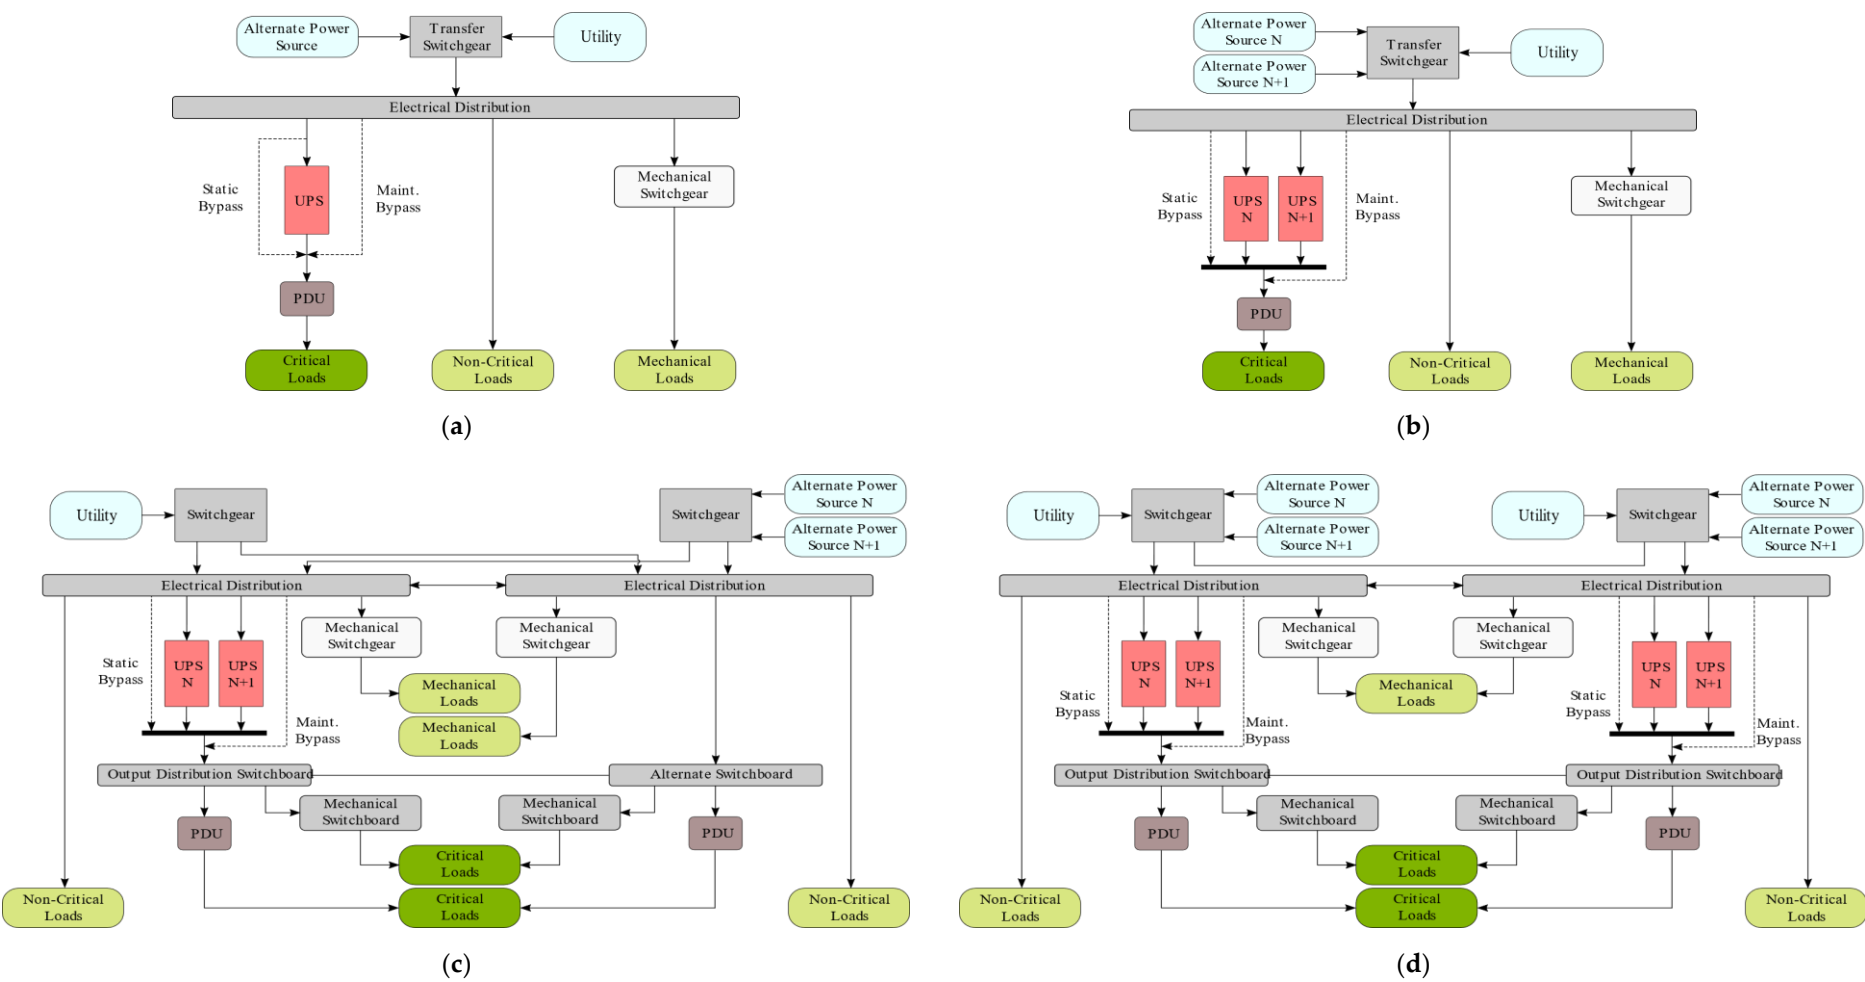 Alternate Power
Source
Transfer
Switchgear
Utility
Electrical Distribution
Static
Bypass
UPS
Maint.
Bypass
Mechanical
Switchgear
PDU
Critical
Loads
Non-Critical
Loads
Mechanical
Loads
(a)
Alternate Power
Source N
Alternate Power
Source N+1
Transfer
Switchgear
Utility
Electrical Distribution
Static
Bypass
UPS
N
UPS
N+1
Maint.
Bypass
Mechanical
Switchgear
PDU
Critical
Loads
Non-Critical
Loads
Mechanical
Loads
(b)
Utility
Switchgear
Switchgear
Alternate Power
Source N
Alternate Power
Source N+1
Electrical Distribution
Electrical Distribution
Static
Bypass
UPS
N
UPS
N+1
Maint.
Bypass
Mechanical
Switchgear
Mechanical
Switchgear
Mechanical
Loads
Mechanical
Loads
Output Distribution Switchboard
Alternate Switchboard
PDU
Mechanical
Switchboard
Mechanical
Switchboard
PDU
Critical
Loads
Critical
Loads
Non-Critical
Loads
Non-Critical
Loads
(c)
Utility
Switchgear
Alternate Power
Source N
Alternate Power
Source N+1
Utility
Switchgear
Alternate Power
Source N
Alternate Power
Source N+1
Electrical Distribution
Electrical Distribution
Static
Bypass
UPS
N
UPS
N+1
Maint.
Bypass
Mechanical
Switchgear
Mechanical
Switchgear
Mechanical
Loads
Static
Bypass
UPS
N
UPS
N+1
Maint.
Bypass
Output Distribution Switchboard
Output Distribution Switchboard
PDU
Mechanical
Switchboard
Mechanical
Switchboard
PDU
Critical
Loads
Critical
Loads
Non-Critical
Loads
Non-Critical
Loads
(d)